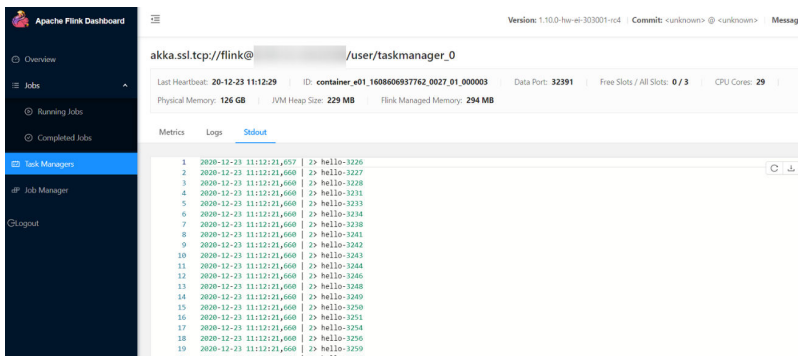 Apache Flink Dashboard
Version: 1.10.0-hw-ei-303001-rc4 Commit: <unknown> @ <unknown> Messag
Overview
Jobs
Running Jobs
Completed Jobs
Task Managers
Job Manager
Logout
akka.ssl.tcp://flink@ /user/taskmanager_0
Last Heartbeat: 20-12-23 11:12:29 ID: container_e01_1608606937762_0027_01_000003 Data Port: 32391 Free Slots / All Slots: 0 / 3 CPU Cores: 29
Physical Memory: 126 GB JVM Heap Size: 229 MB Flink Managed Memory: 294 MB
Metrics Logs Stdout
1 2020-12-23 11:12:21,657 | 2> hello-3226
2 2020-12-23 11:12:21,660 | 2> hello-3227
3 2020-12-23 11:12:21,660 | 2> hello-3228
4 2020-12-23 11:12:21,660 | 2> hello-3231
5 2020-12-23 11:12:21,660 | 2> hello-3233
6 2020-12-23 11:12:21,660 | 2> hello-3234
7 2020-12-23 11:12:21,660 | 2> hello-3238
8 2020-12-23 11:12:21,660 | 2> hello-3241
9 2020-12-23 11:12:21,660 | 2> hello-3242
10 2020-12-23 11:12:21,660 | 2> hello-3243
11 2020-12-23 11:12:21,660 | 2> hello-3244
12 2020-12-23 11:12:21,660 | 2> hello-3246
13 2020-12-23 11:12:21,660 | 2> hello-3248
14 2020-12-23 11:12:21,660 | 2> hello-3249
15 2020-12-23 11:12:21,660 | 2> hello-3250
16 2020-12-23 11:12:21,660 | 2> hello-3251
17 2020-12-23 11:12:21,660 | 2> hello-3254
18 2020-12-23 11:12:21,660 | 2> hello-3256
19 2020-12-23 11:12:21,660 | 2> hello-3259